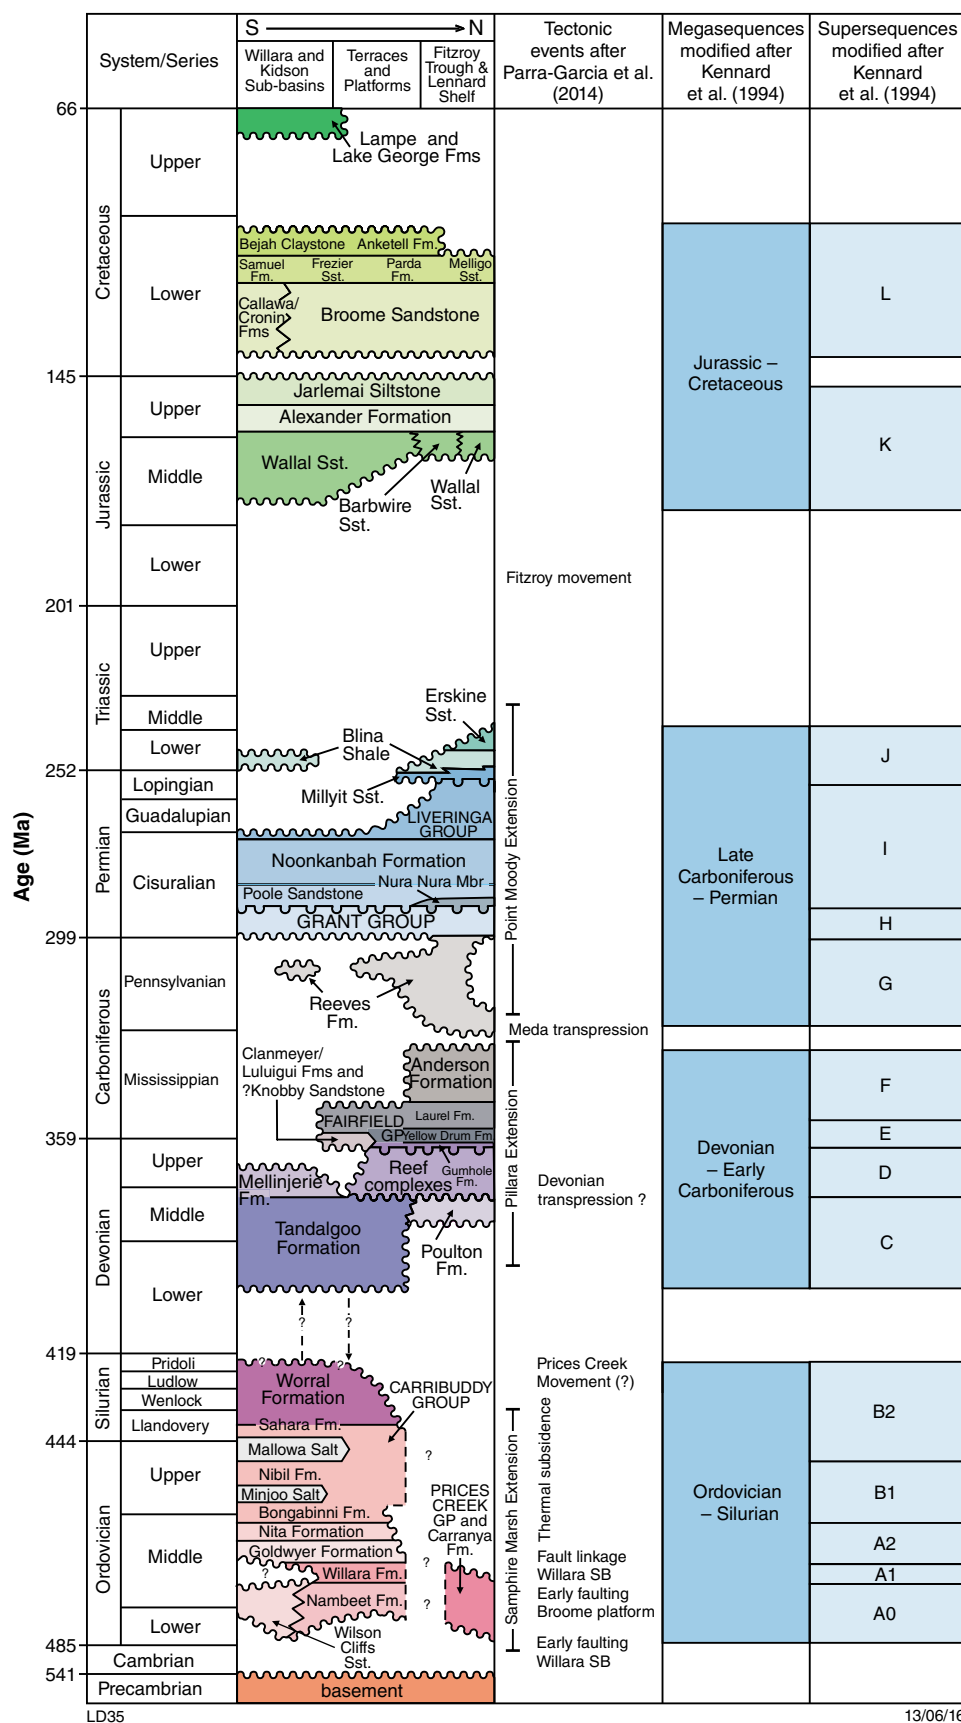 System/Series
S N
Willara and
Kidson
Sub-basins
Terraces
and
Platforms
Fitzroy
Trough &
Lennard
Shelf
Tectonic
events after
Parra-Garcia et al.
(2014)
Megasequences
modified after
Kennard
et al. (1994)
Supersequences
modified after
Kennard
et al. (1994)
Age (Ma)
66
145
201
252
299
359
419
444
485
541
Cretaceous
Upper
Lower
Jurassic
Upper
Middle
Lower
Triassic
Upper
Middle
Lower
Permian
Lopingian
Guadalupian
Cisuralian
Carboniferous
Pennsylvanian
Mississippian
Devonian
Upper
Middle
Lower
Silurian
Pridoli
Ludlow
Wenlock
Llandovery
Ordovician
Upper
Middle
Lower
Cambrian
Precambrian
Lampe and
Lake George Fms
Bejah Claystone Anketell Fm.
Samuel
Fm.
Frezier
Sst.
Parda
Fm.
Melligo
Sst.
Callawa/
Cronin
Fms
Broome Sandstone
Jarlemai Siltstone
Alexander Formation
Wallal Sst.
Barbwire
Sst.
Wallal
Sst.
Erskine
Sst.
Blina
Shale
Millyit Sst.
LIVERINGA
GROUP
Noonkanbah Formation
Poole Sandstone
Nura Nura Mbr
GRANT GROUP
Reeves
Fm.
Clanmeyer/
Luluigui Fms and
?Knobby Sandstone
Anderson
Formation
FAIRFIELD
GP
Laurel Fm.
Yellow Drum Fm
Mellinjerie
Fm.
Reef
complexes
Gumhole
Fm.
Tandalgoo
Formation
Poulton
Fm.
?
?
?
?
Worral
Formation
CARRIBUDDY
GROUP
Sahara Fm.
Mallowa Salt
?
Nibil Fm.
Minjoo Salt
Bongabinni Fm.
Nita Formation
Goldwyer Formation
?
?
Willara Fm.
Nambeet Fm.
?
Wilson
Cliffs
Sst.
PRICES
CREEK
GP and
Carranya
Fm.
basement
Fitzroy movement
Point Moody Extension
Meda transpression
Pillara Extension
Devonian
transpression ?
Prices Creek
Movement (?)
Samphire Marsh Extension
Thermal subsidence
Fault linkage
Willara SB
Early faulting
Broome platform
Early faulting
Willara SB
Jurassic –
Cretaceous
Late
Carboniferous
– Permian
Devonian
– Early
Carboniferous
Ordovician
– Silurian
L
K
J
I
H
G
F
E
D
C
B2
B1
A2
A1
A0
LD35
13/06/16